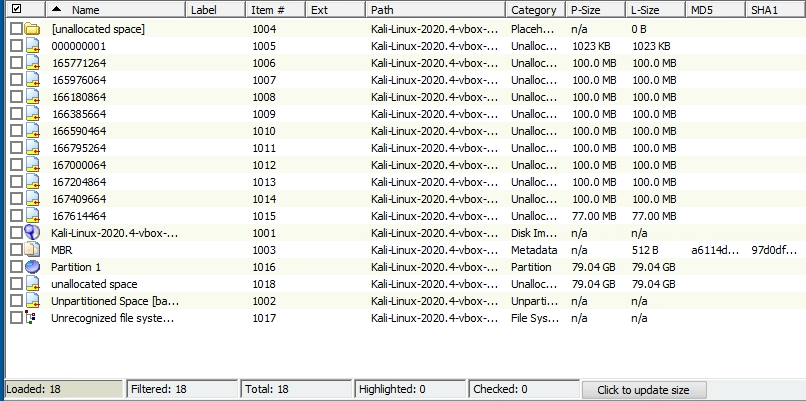 Name Label Item # Ext Path Category P-Size L-Size MD5 SHA1
[unallocated space] 1004 Kali-Linux-2020.4-vbox-... Placeh... n/a 0 B
000000001 1005 Kali-Linux-2020.4-vbox-... Unalloc... 1023 KB 1023 KB
165771264 1006 Kali-Linux-2020.4-vbox-... Unalloc... 100.0 MB 100.0 MB
165976064 1007 Kali-Linux-2020.4-vbox-... Unalloc... 100.0 MB 100.0 MB
166180864 1008 Kali-Linux-2020.4-vbox-... Unalloc... 100.0 MB 100.0 MB
166385664 1009 Kali-Linux-2020.4-vbox-... Unalloc... 100.0 MB 100.0 MB
166590464 1010 Kali-Linux-2020.4-vbox-... Unalloc... 100.0 MB 100.0 MB
166795264 1011 Kali-Linux-2020.4-vbox-... Unalloc... 100.0 MB 100.0 MB
167000064 1012 Kali-Linux-2020.4-vbox-... Unalloc... 100.0 MB 100.0 MB
167204864 1013 Kali-Linux-2020.4-vbox-... Unalloc... 100.0 MB 100.0 MB
167409664 1014 Kali-Linux-2020.4-vbox-... Unalloc... 100.0 MB 100.0 MB
167614464 1015 Kali-Linux-2020.4-vbox-... Unalloc... 77.00 MB 77.00 MB
Kali-Linux-2020.4-vbox-... 1001 Kali-Linux-2020.4-vbox-... Disk Im... n/a n/a
MBR 1003 Kali-Linux-2020.4-vbox-... Metadata n/a 512 B a6114d... 97d0df...
Partition 1 1016 Kali-Linux-2020.4-vbox-... Partition 79.04 GB 79.04 GB
unallocated space 1018 Kali-Linux-2020.4-vbox-... Unalloc... 79.04 GB 79.04 GB
Unpartitioned Space [ba... 1002 Kali-Linux-2020.4-vbox-... Unparti... n/a n/a
Unrecognized file syste... 1017 Kali-Linux-2020.4-vbox-... File Sys... n/a n/a
Loaded: 18 Filtered: 18 Total: 18 Highlighted: 0 Checked: 0 Click to update size